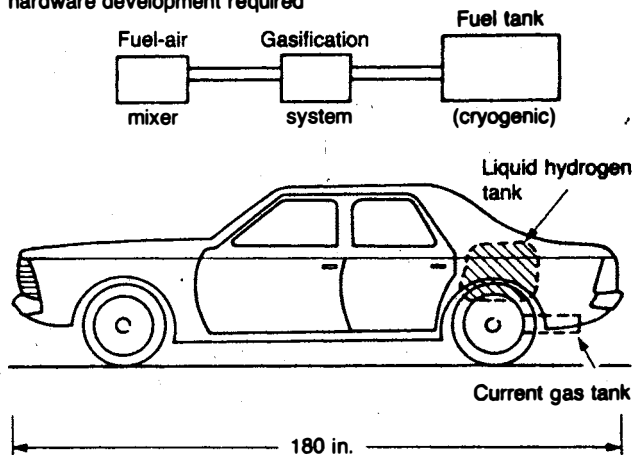 hardware development required
Fuel-air
mixer
Gasification
system
Fuel tank
(cryogenic)
Liquid hydrogen
tank
Current gas tank
180 in.